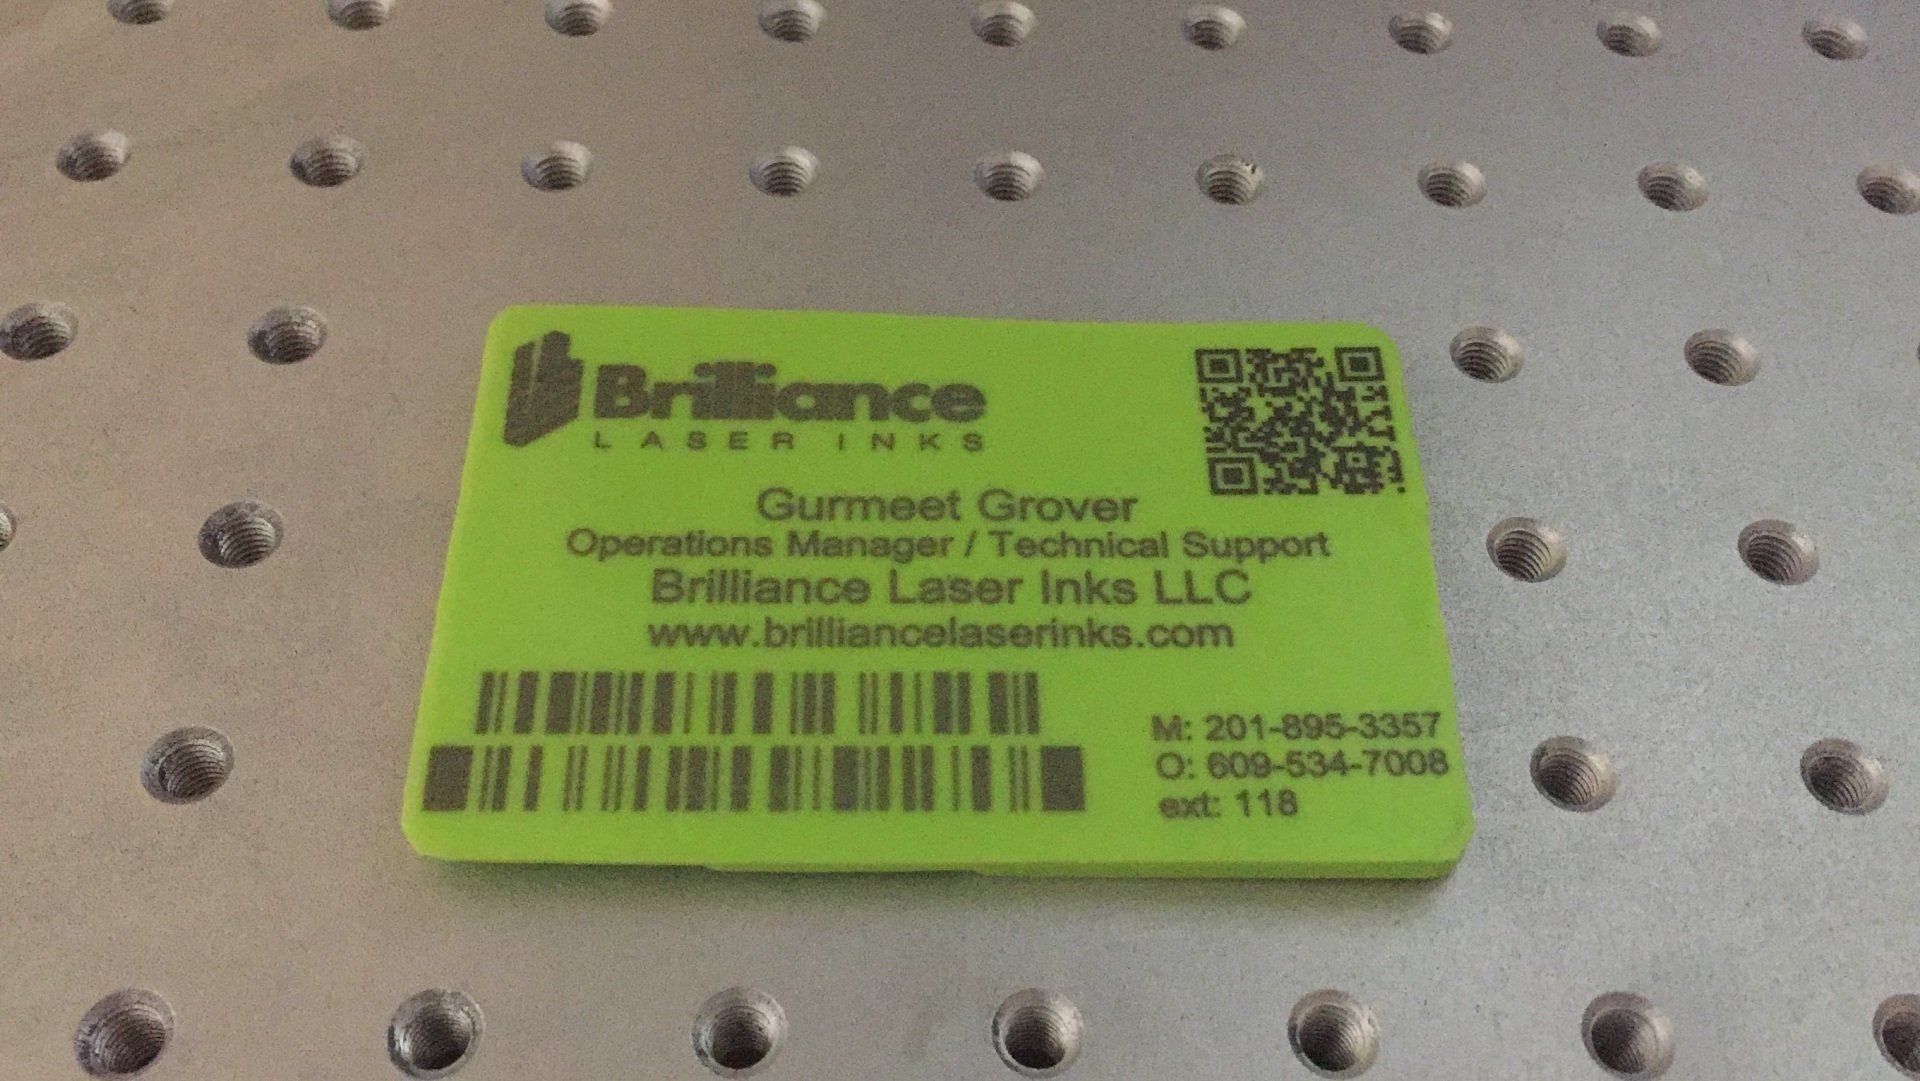 Brilliance
LASER INKS
Gurmeet Grover
Operations Manager / Technical Support
Brilliance Laser Inks LLC
www.brilliancelaserinks.com
M: 201-895-3357
O: 609-534-7008
ext: 118